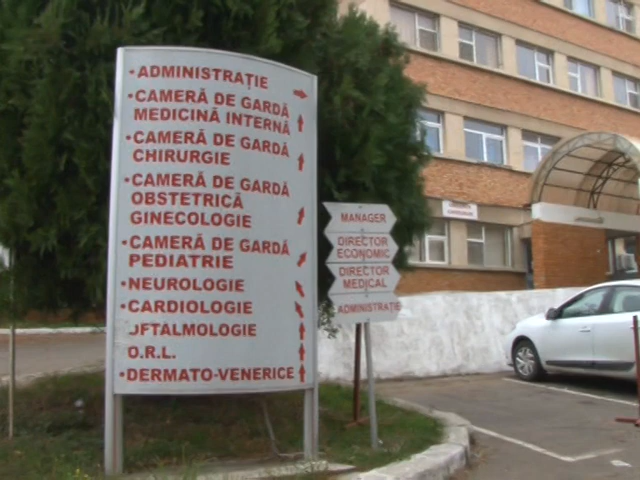 •ADMINISTRAȚIE
•CAMERĂ DE GARDĂ
MEDICINĂ INTERNĂ
•CAMERĂ DE GARDĂ
CHIRURGIE
•CAMERĂ DE GARDĂ
OBSTETRICĂ
GINECOLOGIE
•CAMERĂ DE GARDĂ
PEDIATRIE
•NEUROLOGIE
•CARDIOLOGIE
OFTALMOLOGIE
O.R.L.
•DERMATO-VENERICE
MANAGER
DIRECTOR
ECONOMIC
DIRECTOR
MEDICAL
ADMINISTRAȚIE